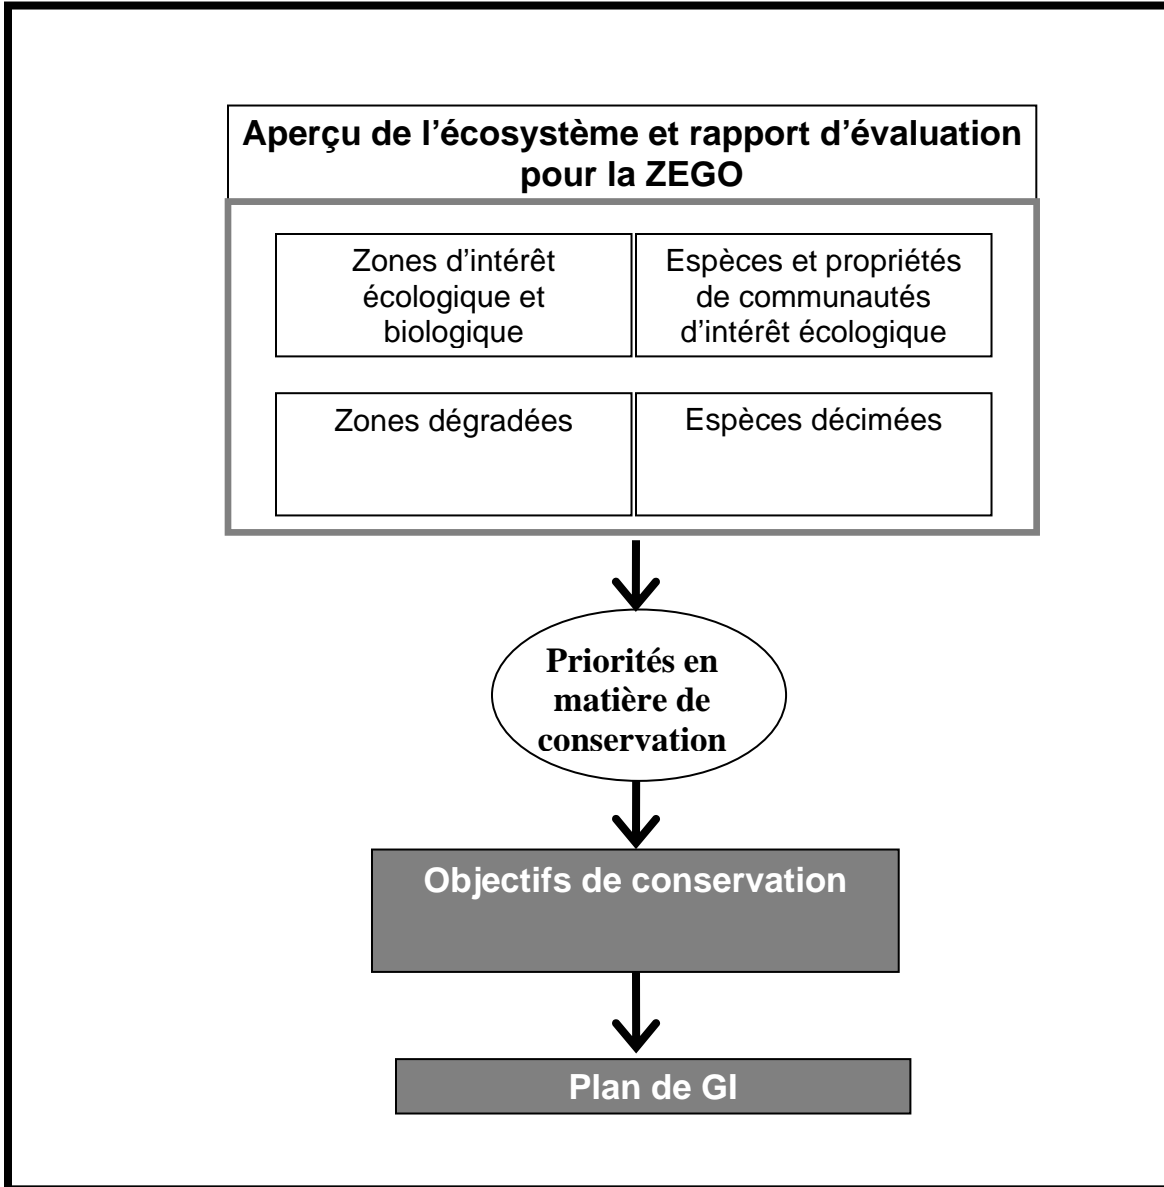 Aperçu de l’écosystème et rapport d’évaluation
pour la ZEGO
Zones d’intérêt
écologique et
biologique
Espèces et propriétés
de communautés
d’intérêt écologique
Zones dégradées
Espèces décimées
Priorités en
matière de
conservation
Objectifs de conservation
Plan de GI